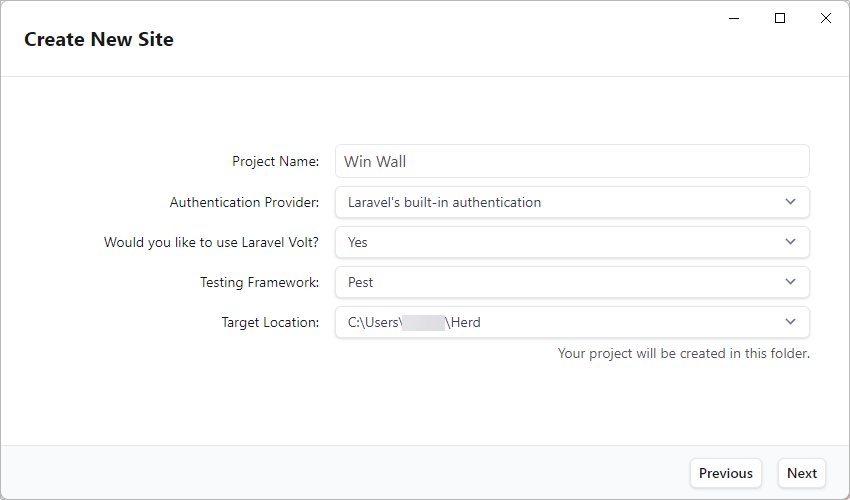 Create New Site
Project Name: Win Wall
Authentication Provider: Laravel's built-in authentication
Would you like to use Laravel Volt? Yes
Testing Framework: Pest
Target Location: C:\Users\ \Herd
Your project will be created in this folder.
Previous Next